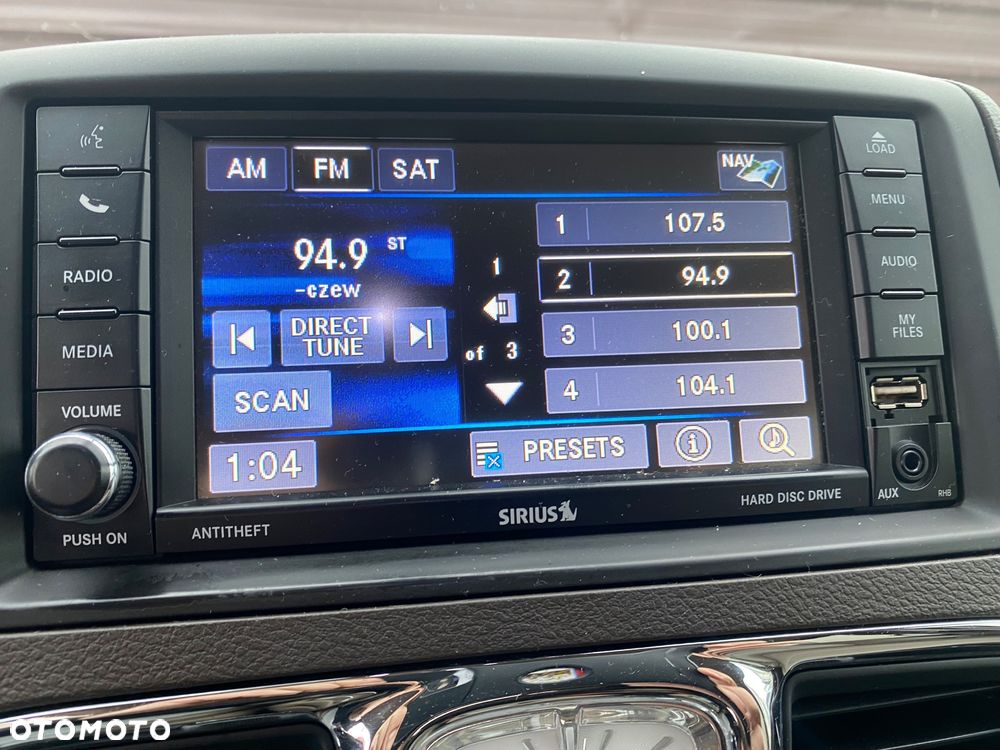 RADIO
MEDIA
VOLUME
PUSH ON
AM FM SAT NAV
94.9 ST
-czew
DIRECT
TUNE
SCAN
1:04
1
of 3
1 107.5
2 94.9
3 100.1
4 104.1
PRESETS
i
LOAD
MENU
AUDIO
MY
FILES
AUX
RHB
ANTITHEFT
SIRIUS
HARD DISC DRIVE
OTOMOTO